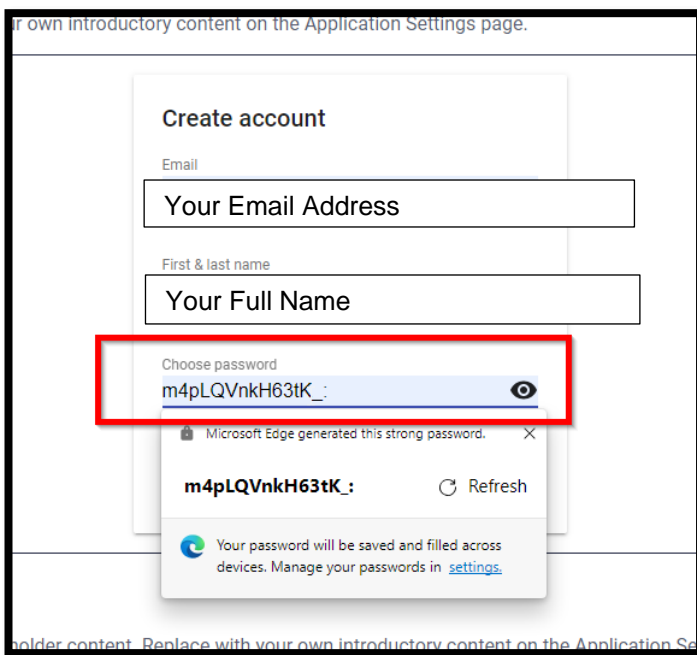 r own introductory content on the Application Settings page.
Create account
Email
Your Email Address
First & last name
Your Full Name
Choose password
m4pLQVnkH63tK_:
Microsoft Edge generated this strong password.
m4pLQVnkH63tK_: Refresh
Your password will be saved and filled across
devices. Manage your passwords in settings.
holder content. Replace with your own introductory content on the Application Se